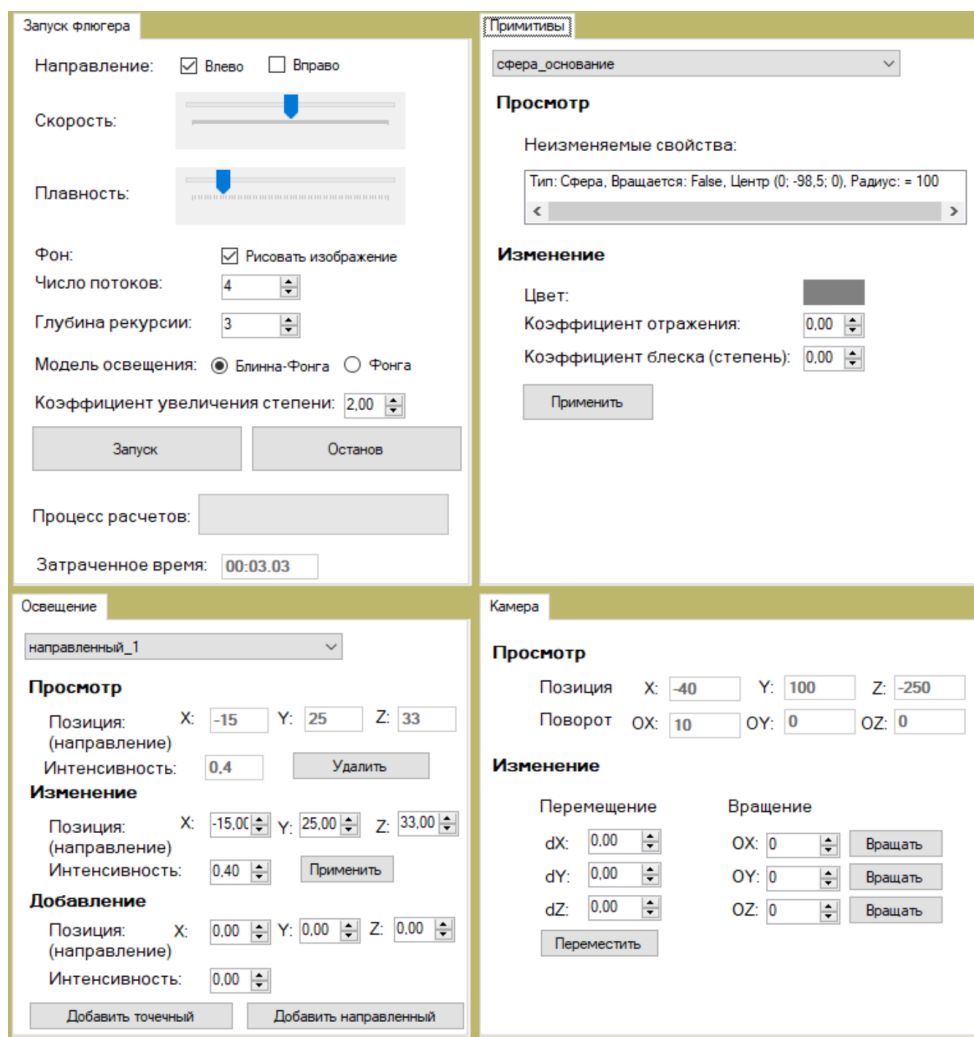 Запуск флюгера
Направление: Влево Вправо
Скорость:
Плавность:
Фон: Рисовать изображение
Число потоков: 4
Глубина рекурсии: 3
Модель освещения: Блинна-Фонга Фонга
Коэффициент увеличения степени: 2,00
Запуск Останов
Процесс расчетов:
Затраченное время: 00:03.03
Примитивы
сфера_основание
Просмотр
Неизменяемые свойства:
Тип: Сфера, Вращается: False, Центр (0; -98,5; 0), Радиус: = 100
Изменение
Цвет:
Коэффициент отражения: 0,00
Коэффициент блеска (степень): 0,00
Применить
Освещение
направленный_1
Просмотр
Позиция: X: -15 Y: 25 Z: 33
(направление)
Интенсивность: 0,4 Удалить
Изменение
Позиция: X: -15,00 Y: 25,00 Z: 33,00
(направление)
Интенсивность: 0,40 Применить
Добавление
Позиция: X: 0,00 Y: 0,00 Z: 0,00
(направление)
Интенсивность: 0,00
Добавить точечный Добавить направленный
Камера
Просмотр
Позиция X: -40 Y: 100 Z: -250
Поворот OX: 10 OY: 0 OZ: 0
Изменение
Перемещение Вращение
dX: 0,00 OX: 0 Вращать
dY: 0,00 OY: 0 Вращать
dZ: 0,00 OZ: 0 Вращать
Переместить